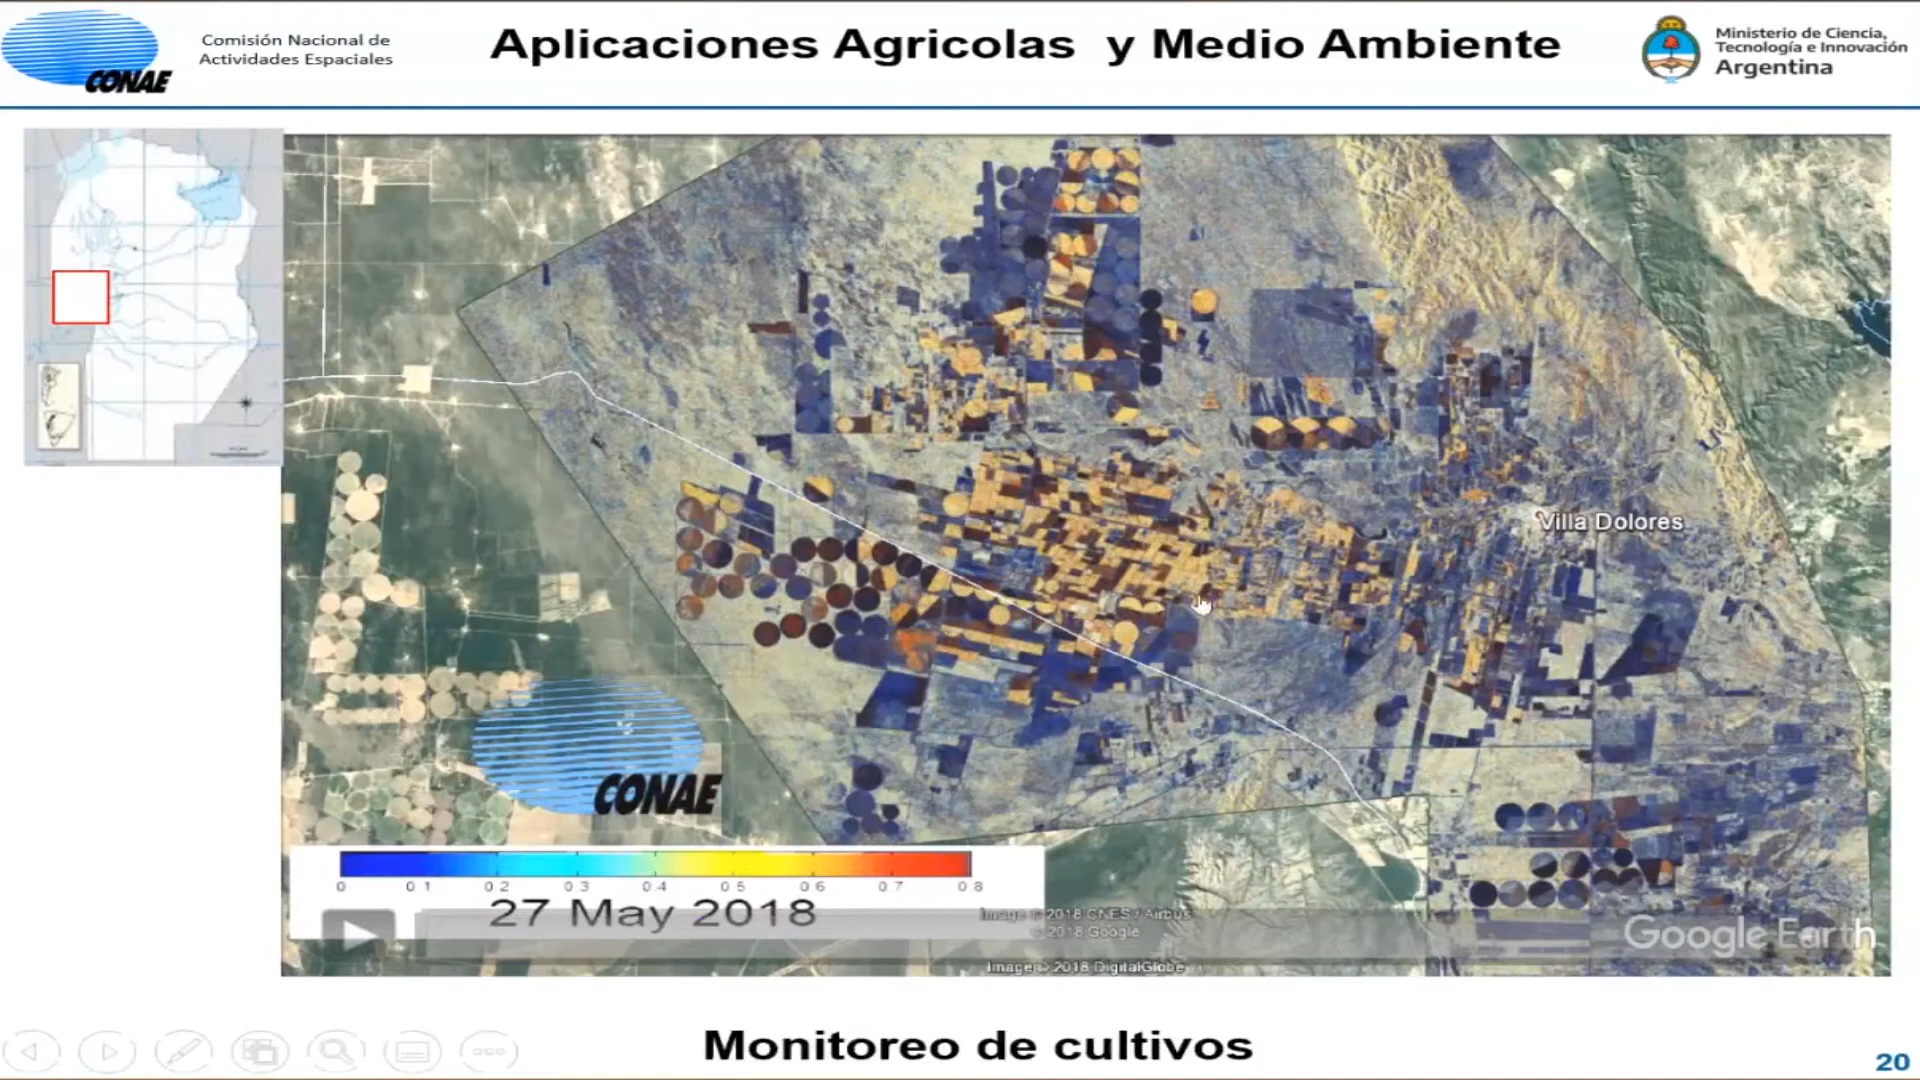 CONAE
Comisión Nacional de
Actividades Espaciales
Aplicaciones Agricolas y Medio Ambiente
Ministerio de Ciencia,
Tecnología e Innovación
Argentina
Villa Dolores
CONAE
0 0 1 0 2 0 3 0 4 0 5 0 6 0 7 0 8
27 May 2018
Image © 2018 CNES / Airbus
© 2018 Google
Image © 2018 DigitalGlobe
Google Earth
Monitoreo de cultivos
20